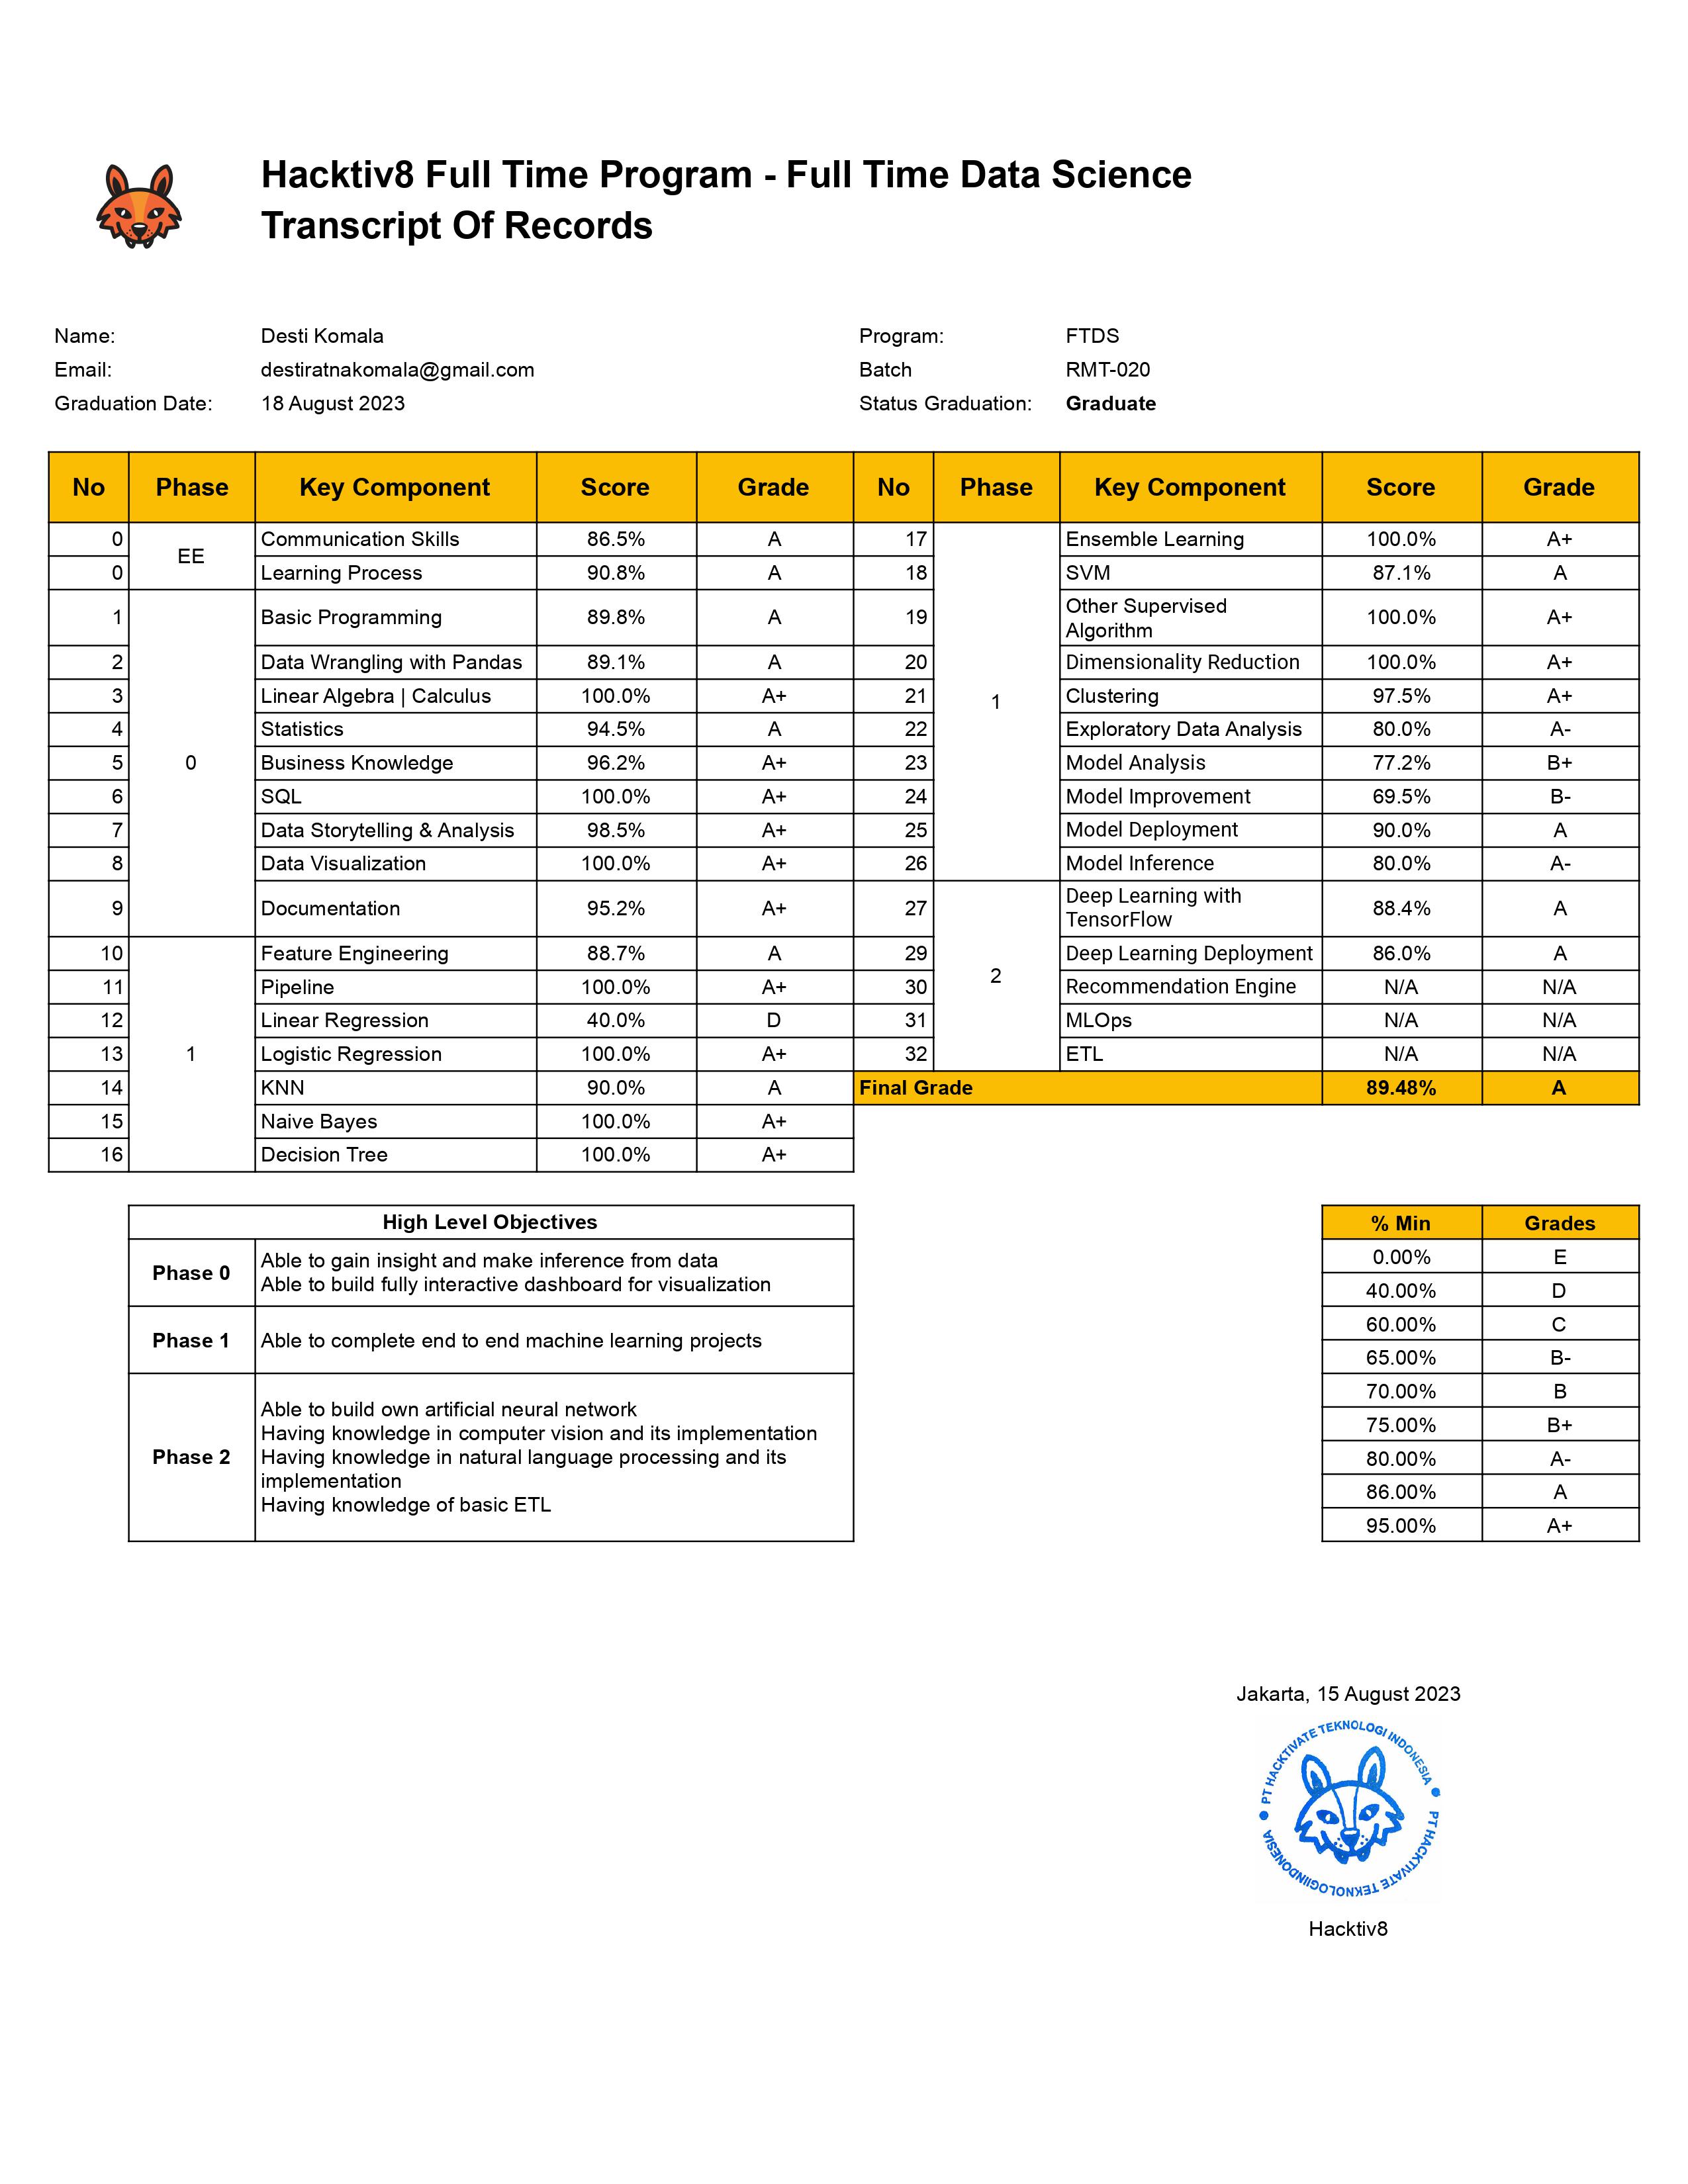 Hacktiv8 Full Time Program - Full Time Data Science
Transcript Of Records
Name: Desti Komala Program: FTDS
Email: destiratnakomala@gmail.com Batch RMT-020
Graduation Date: 18 August 2023 Status Graduation: Graduate
No Phase Key Component Score Grade No Phase Key Component Score Grade
0 EE Communication Skills 86.5% A 17 1 Ensemble Learning 100.0% A+
0 Learning Process 90.8% A 18 SVM 87.1% A
1 0 Basic Programming 89.8% A 19 Other Supervised Algorithm 100.0% A+
2 Data Wrangling with Pandas 89.1% A 20 Dimensionality Reduction 100.0% A+
3 Linear Algebra | Calculus 100.0% A+ 21 Clustering 97.5% A+
4 Statistics 94.5% A 22 Exploratory Data Analysis 80.0% A-
5 Business Knowledge 96.2% A+ 23 Model Analysis 77.2% B+
6 SQL 100.0% A+ 24 Model Improvement 69.5% B-
7 Data Storytelling & Analysis 98.5% A+ 25 Model Deployment 90.0% A
8 Data Visualization 100.0% A+ 26 Model Inference 80.0% A-
9 Documentation 95.2% A+ 27 2 Deep Learning with TensorFlow 88.4% A
10 1 Feature Engineering 88.7% A 29 Deep Learning Deployment 86.0% A
11 Pipeline 100.0% A+ 30 Recommendation Engine N/A N/A
12 Linear Regression 40.0% D 31 MLOps N/A N/A
13 Logistic Regression 100.0% A+ 32 ETL N/A N/A
14 KNN 90.0% A Final Grade 89.48% A
15 Naive Bayes 100.0% A+
16 Decision Tree 100.0% A+
High Level Objectives
Phase 0 Able to gain insight and make inference from data
Able to build fully interactive dashboard for visualization
Phase 1 Able to complete end to end machine learning projects
Phase 2 Able to build own artificial neural network
Having knowledge in computer vision and its implementation
Having knowledge in natural language processing and its
implementation
Having knowledge of basic ETL
% Min Grades
0.00% E
40.00% D
60.00% C
65.00% B-
70.00% B
75.00% B+
80.00% A-
86.00% A
95.00% A+
Jakarta, 15 August 2023
PT HACKTIVATE TEKNOLOGI INDONESIA
PT HACKTIVATE TEKNOLOGIINDONESIA
Hacktiv8